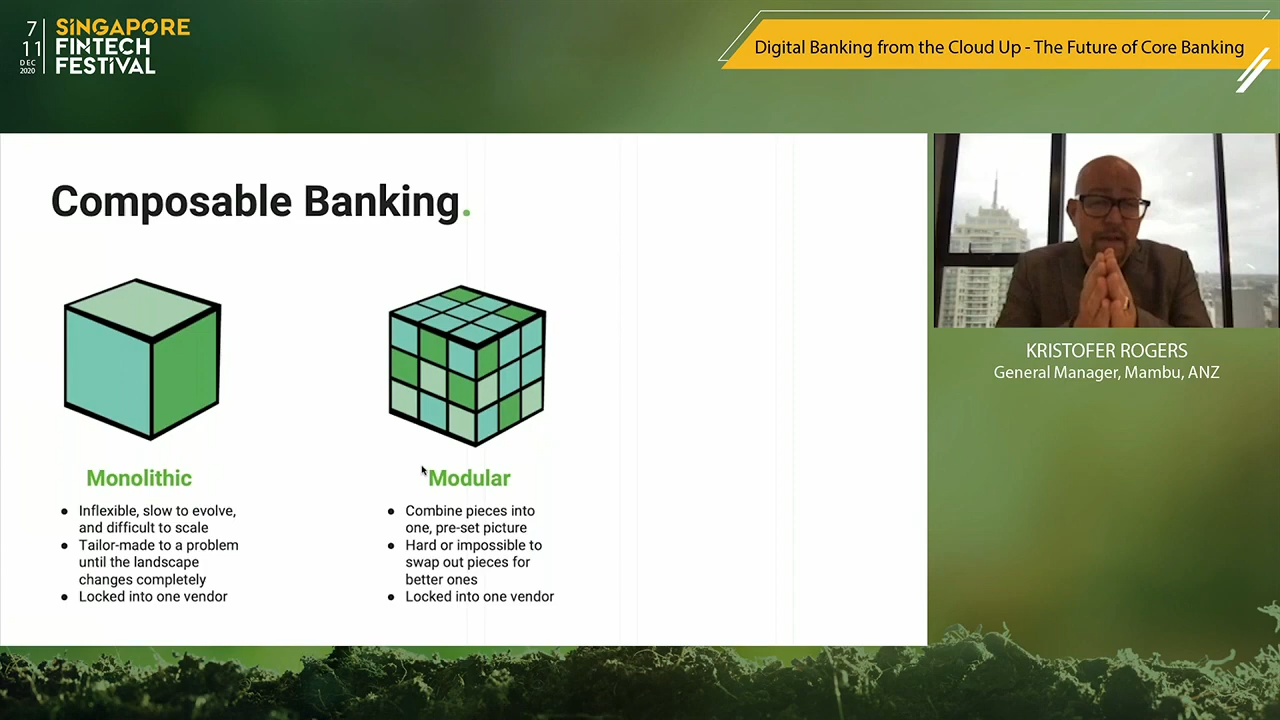 7
11
DEC
2020
SINGAPORE
FINTECH
FESTIVAL
Digital Banking from the Cloud Up - The Future of Core Banking
Composable Banking.
Monolithic
● Inflexible, slow to evolve,
and difficult to scale
● Tailor-made to a problem
until the landscape
changes completely
● Locked into one vendor
Modular
● Combine pieces into
one, pre-set picture
● Hard or impossible to
swap out pieces for
better ones
● Locked into one vendor
KRISTOFER ROGERS
General Manager, Mambu, ANZ